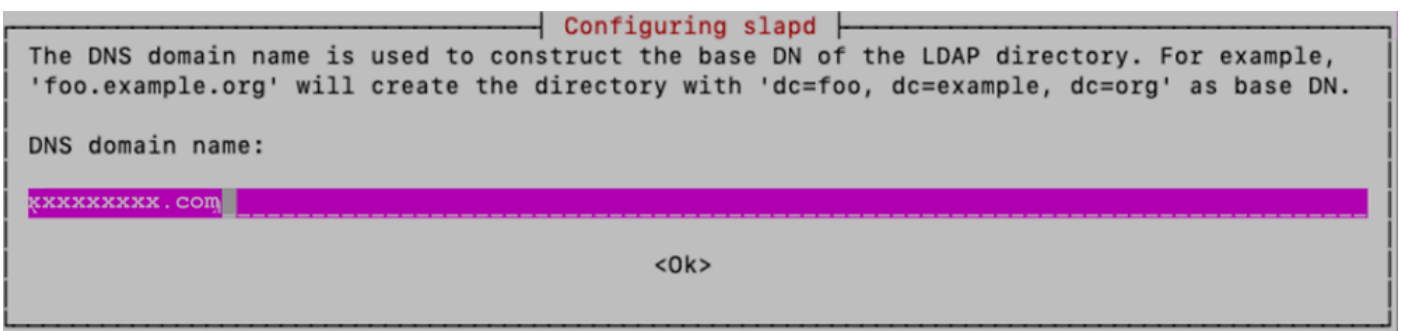 Configuring slapd
The DNS domain name is used to construct the base DN of the LDAP directory. For example,
'foo.example.org' will create the directory with 'dc=foo, dc=example, dc=org' as base DN.
DNS domain name:
xxxxxxxxx.com
<Ok>